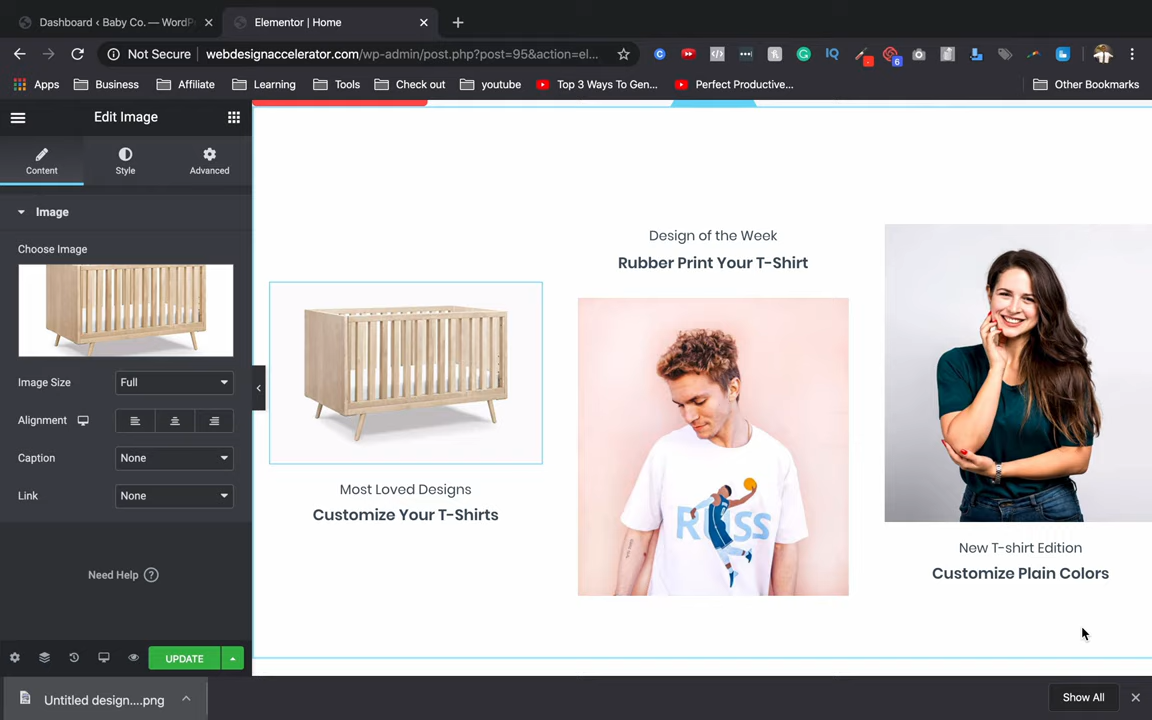 Dashboard ‹ Baby Co. — WordP
Elementor | Home
Not Secure
webdesignaccelerator.com/wp-admin/post.php?post=95&action=el...
6
Apps
Business
Affiliate
Learning
Tools
Check out
youtube
Top 3 Ways To Gen...
Perfect Productive...
Other Bookmarks
Edit Image
Content
Style
Advanced
Image
Choose Image
Image Size
Full
Alignment
Caption
None
Link
None
Need Help ?
UPDATE
Most Loved Designs
Customize Your T-Shirts
Design of the Week
Rubber Print Your T-Shirt
RUSS
New T-shirt Edition
Customize Plain Colors
Untitled design....png
Show All